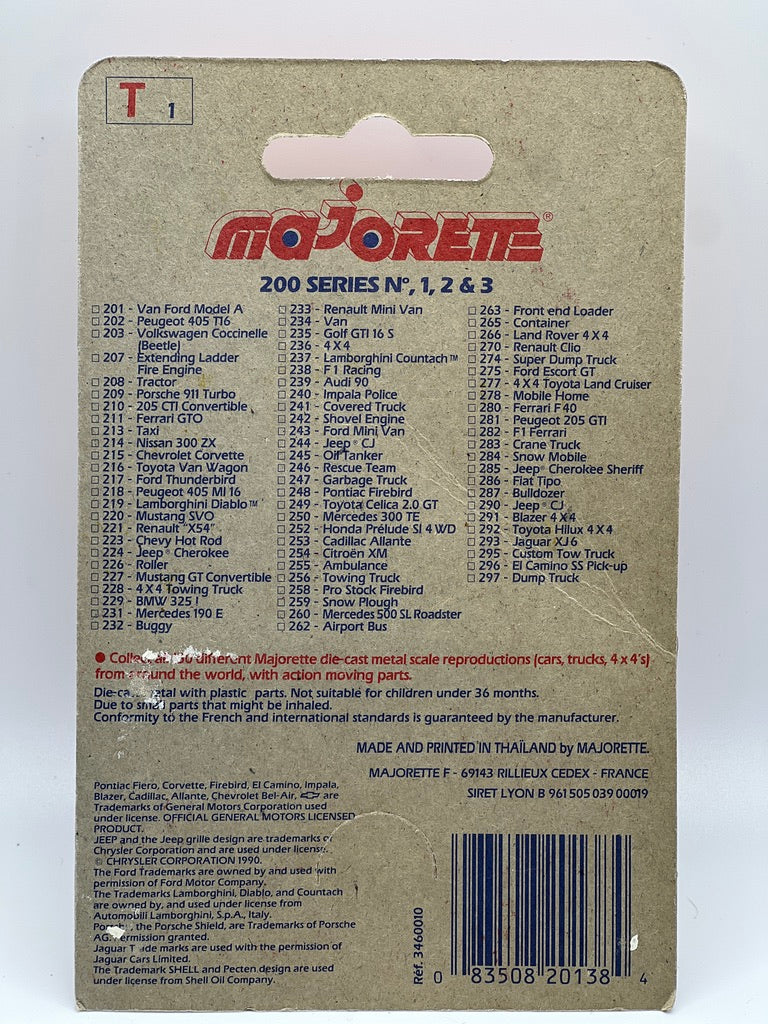 T 1
majorette®
200 SERIES Nº, 1, 2 & 3
201 - Van Ford Model A
202 - Peugeot 405 T16
203 - Volkswagen Coccinelle
(Beetle)
207 - Extending Ladder
Fire Engine
208 - Tractor
209 - Porsche 911 Turbo
210 - 205 CTI Convertible
211 - Ferrari GTO
213 - Taxi
214 - Nissan 300 ZX
215 - Chevrolet Corvette
216 - Toyota Van Wagon
217 - Ford Thunderbird
218 - Peugeot 405 MI 16
219 - Lamborghini Diablo™
220 - Mustang SVO
221 - Renault "X54"
223 - Chevy Hot Rod
224 - Jeep® Cherokee
226 - Roller
227 - Mustang GT Convertible
228 - 4 X 4 Towing Truck
229 - BMW 325 I
231 - Mercedes 190 E
232 - Buggy
233 - Renault Mini Van
234 - Van
235 - Golf GTI 16 S
236 - 4 X 4
237 - Lamborghini Countach™
238 - F 1 Racing
239 - Audi 90
240 - Impala Police
241 - Covered Truck
242 - Shovel Engine
243 - Ford Mini Van
244 - Jeep® CJ
245 - Oil Tanker
246 - Rescue Team
247 - Garbage Truck
248 - Pontiac Firebird
249 - Toyota Celica 2.0 GT
250 - Mercedes 300 TE
252 - Honda Prélude SI 4 WD
253 - Cadillac Allante
254 - Citroën XM
255 - Ambulance
256 - Towing Truck
258 - Pro Stock Firebird
259 - Snow Plough
260 - Mercedes 500 SL Roadster
262 - Airport Bus
263 - Front end Loader
265 - Container
266 - Land Rover 4 X 4
270 - Renault Clio
274 - Super Dump Truck
275 - Ford Escort GT
277 - 4 X 4 Toyota Land Cruiser
278 - Mobile Home
280 - Ferrari F 40
281 - Peugeot 205 GTI
282 - F 1 Ferrari
283 - Crane Truck
284 - Snow Mobile
285 - Jeep® Cherokee Sheriff
286 - Fiat Tipo
287 - Bulldozer
290 - Jeep® CJ
291 - Blazer 4 X 4
292 - Toyota Hilux 4 X 4
293 - Jaguar XJ 6
295 - Custom Tow Truck
296 - El Camino SS Pick-up
297 - Dump Truck
● Collect all different Majorette die-cast metal scale reproductions (cars, trucks, 4 x 4's)
from around the world, with action moving parts.
Die-cast metal with plastic parts. Not suitable for children under 36 months.
Due to small parts that might be inhaled.
Conformity to the French and international standards is guaranteed by the manufacturer.
MADE AND PRINTED IN THAÏLAND by MAJORETTE.
MAJORETTE F - 69143 RILLIEUX CEDEX - FRANCE
SIRET LYON B 961 505 039 00019
Pontiac Fiero, Corvette, Firebird, El Camino, Impala,
Blazer, Cadillac, Allante, Chevrolet Bel-Air, are
Trademarks of General Motors Corporation used
under license. OFFICIAL GENERAL MOTORS LICENSED
PRODUCT.
JEEP and the Jeep grille design are trademarks of
Chrysler Corporation and are used under license.
© CHRYSLER CORPORATION 1990.
The Ford Trademarks are owned by and used with
permission of Ford Motor Company.
The Trademarks Lamborghini, Diablo, and Countach
are owned by, and used under license from
Automobili Lamborghini, S.p.A., Italy.
Porsche, the Porsche Shield, are Trademarks of Porsche
AG. Permission granted.
Jaguar Trade marks are used with the permission of
Jaguar Cars Limited.
The Trademark SHELL and Pecten design are used
under license from Shell Oil Company.
Réf. 3460010
0 83508 20138 4